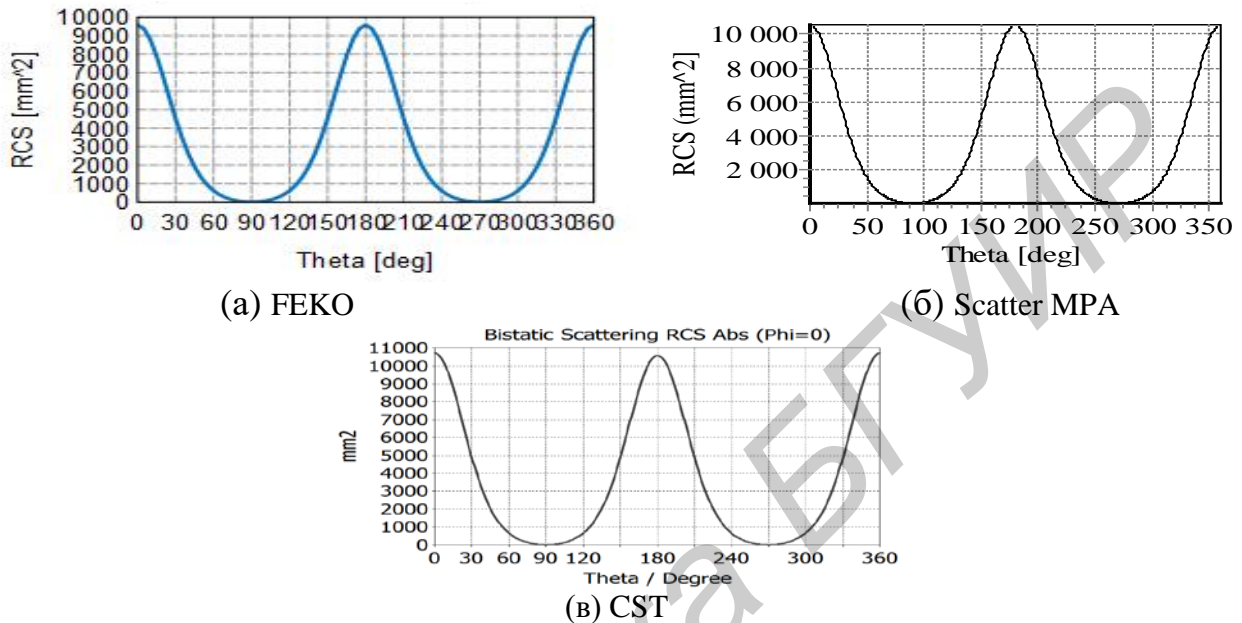 10000
9000
8000
7000
6000
5000
4000
3000
2000
1000
0
RCS [mm^2]
0 30 60 90 120150180210240270300330360
Theta [deg]
(а) FEKO
10 000
8 000
6 000
4 000
2 000
RCS (mm^2]
0 50 100 150 200 250 300 350
Theta [deg]
(б) Scatter MPA
Bistatic Scattering RCS Abs (Phi=0)
11000
10000
9000
8000
7000
6000
5000
4000
3000
2000
1000
0
mm2
0 30 60 90 120 180 240 300 360
Theta / Degree
(в) CST
ка БГУИР